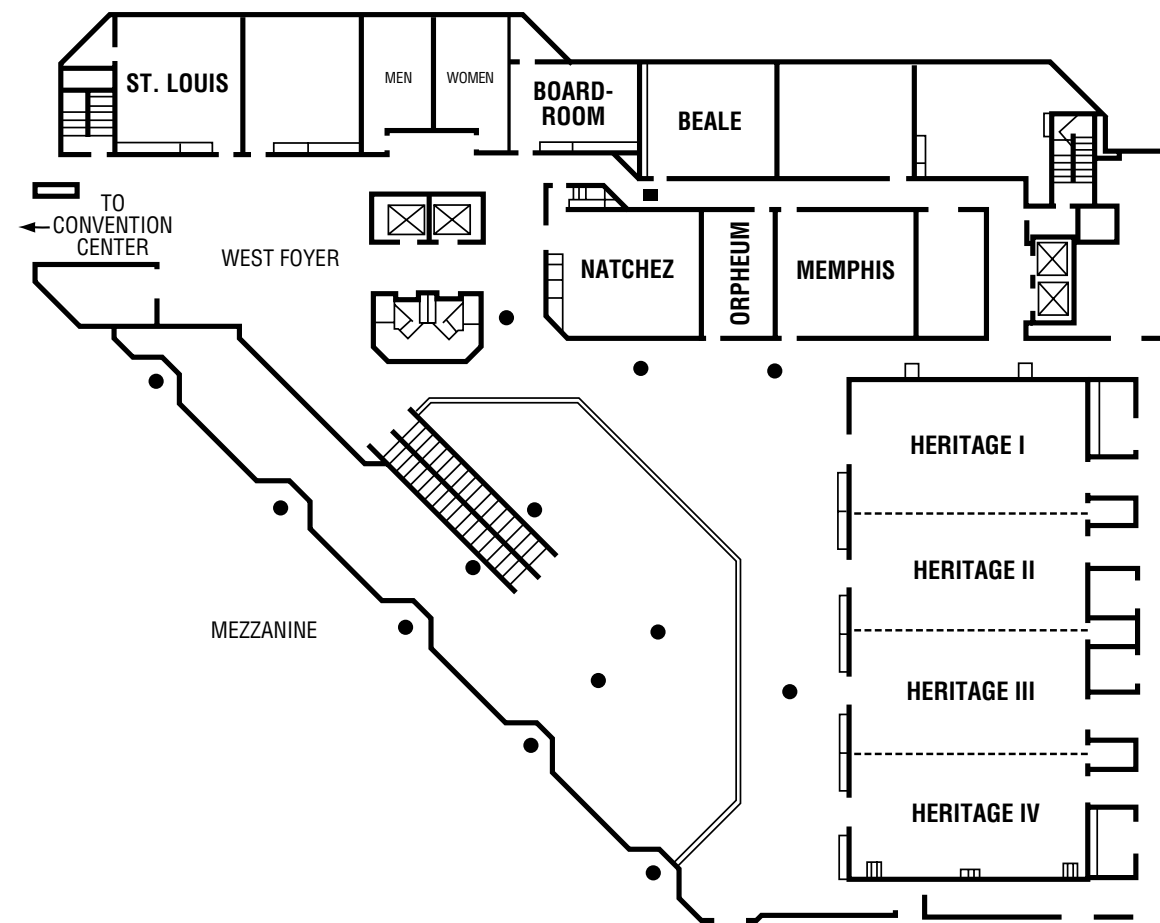 ST. LOUIS
MEN
WOMEN
BOARD-
ROOM
BEALE
TO
CONVENTION
CENTER
WEST FOYER
NATCHEZ
ORPHEUM
MEMPHIS
HERITAGE I
HERITAGE II
MEZZANINE
HERITAGE III
HERITAGE IV